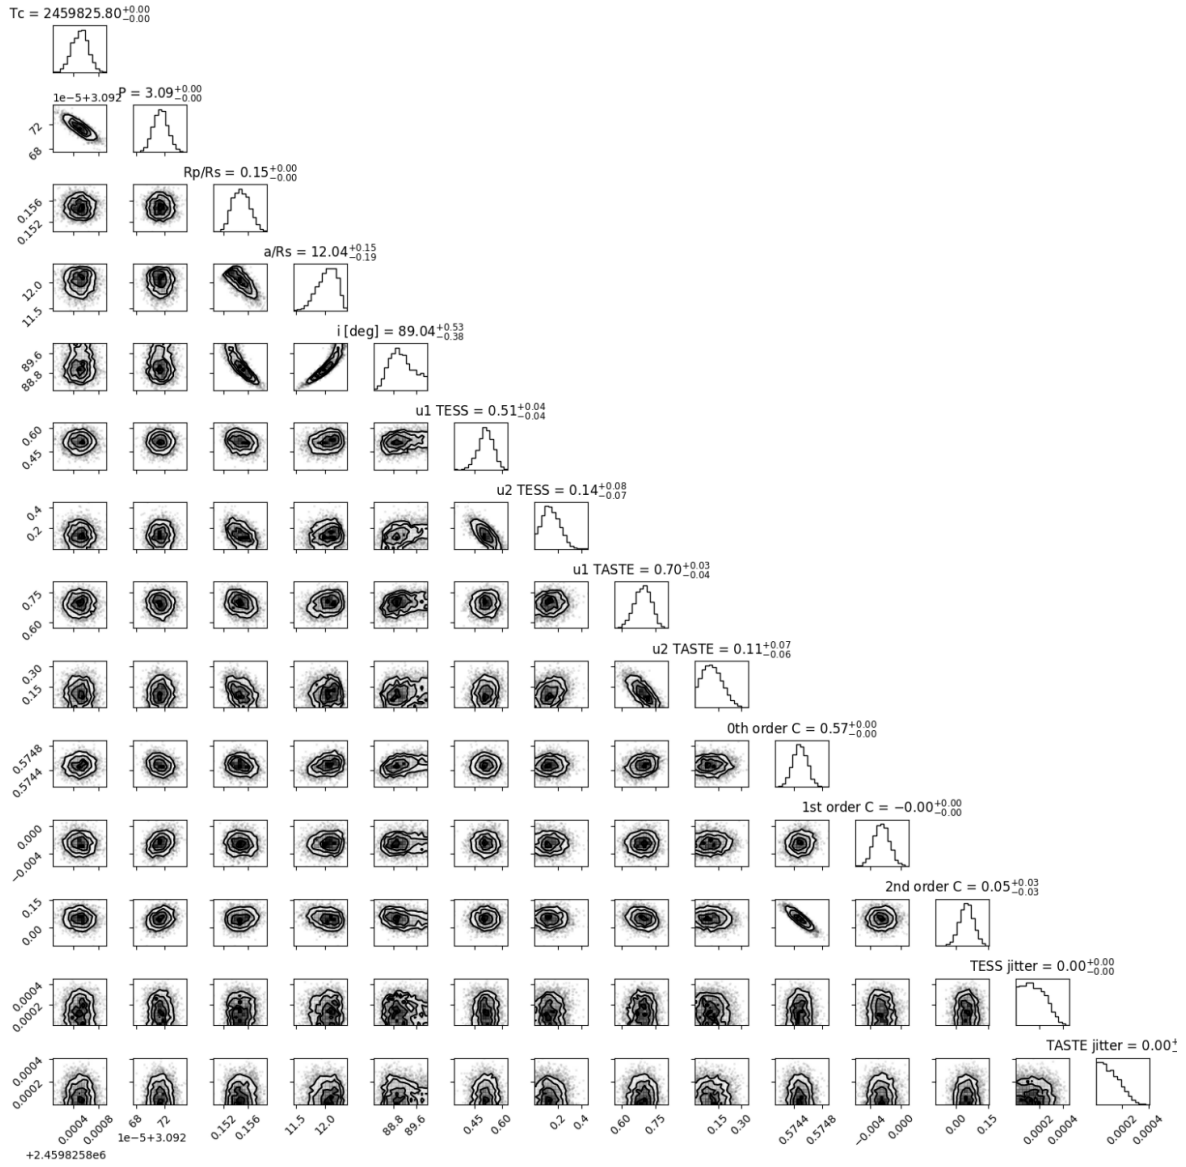 Tc = 2459825.80+0.00−0.00
1e−5+3.092
P = 3.09+0.00−0.00
72
68
Rp/Rs = 0.15+0.00−0.00
0.156
0.152
a/Rs = 12.04+0.15−0.19
12.0
11.5
i [deg] = 89.04+0.53−0.38
89.6
88.8
u1 TESS = 0.51+0.04−0.04
0.60
0.45
u2 TESS = 0.14+0.08−0.07
0.4
0.2
u1 TASTE = 0.70+0.03−0.04
0.75
0.60
u2 TASTE = 0.11+0.07−0.06
0.30
0.15
0th order C = 0.57+0.00−0.00
0.5748
0.5744
1st order C = −0.00+0.00−0.00
0.000
−0.004
2nd order C = 0.05+0.03−0.03
0.15
0.00
TESS jitter = 0.00+0.00−0.00
0.0004
0.0002
TASTE jitter = 0.00
0.0004
0.0002
0.0004 0.0008 68 72 0.152 0.156 11.5 12.0 88.8 89.6 0.45 0.60 0.2 0.4 0.60 0.75 0.15 0.30 0.5744 0.5748 −0.004 0.000 0.00 0.15 0.0002 0.0004 0.0002 0.0004
1e−5+3.092
+2.4598258e6